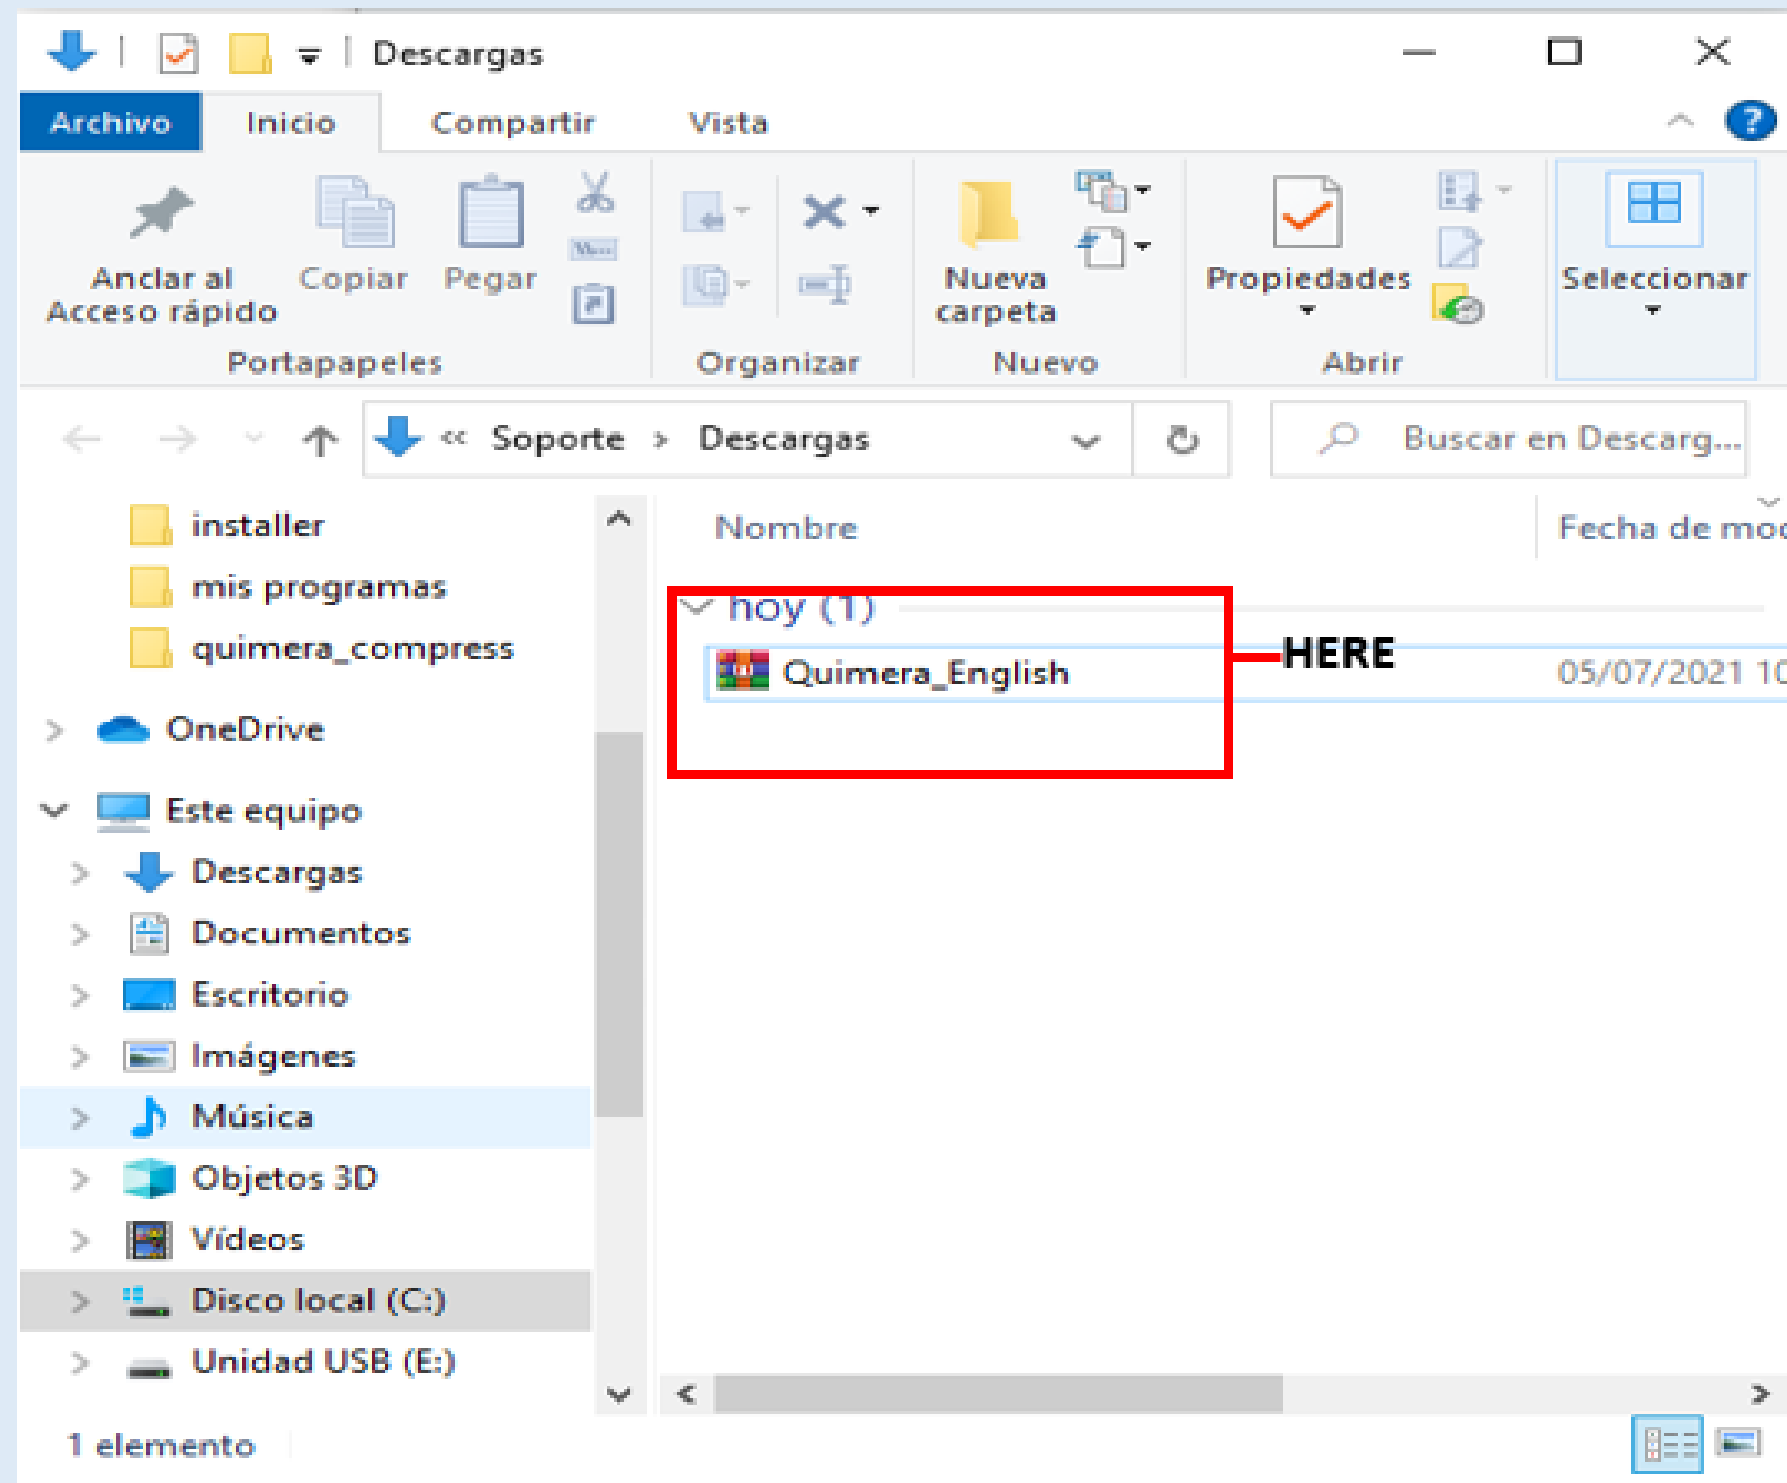 Descargas
Archivo Inicio Compartir Vista
Anclar al Acceso rápido Copiar Pegar Nueva carpeta Propiedades Seleccionar
Portapapeles Organizar Nuevo Abrir
« Soporte > Descargas Buscar en Descarg...
Nombre Fecha de mod
hoy (1)
Quimera_English HERE 05/07/2021 10
installer
mis programas
quimera_compress
OneDrive
Este equipo
Descargas
Documentos
Escritorio
Imágenes
Música
Objetos 3D
Vídeos
Disco local (C:)
Unidad USB (E:)
1 elemento